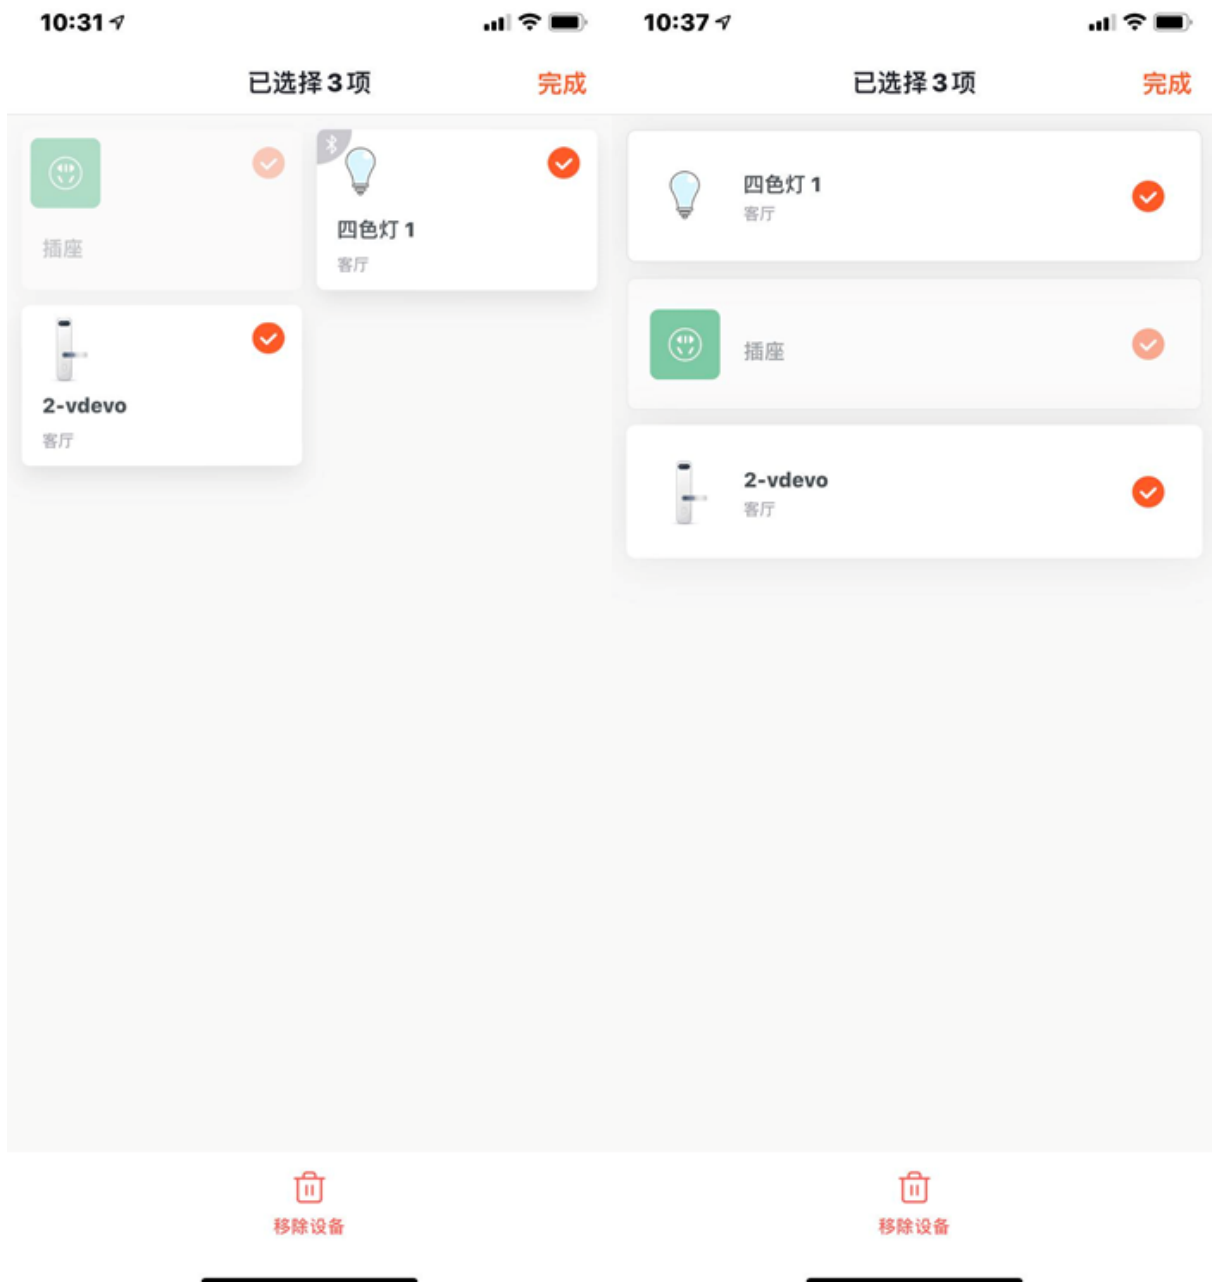 10:31
已选择 3 项
完成
插座
四色灯 1
客厅
2-vdevo
客厅
移除设备
10:37
已选择 3 项
完成
四色灯 1
客厅
插座
2-vdevo
客厅
移除设备